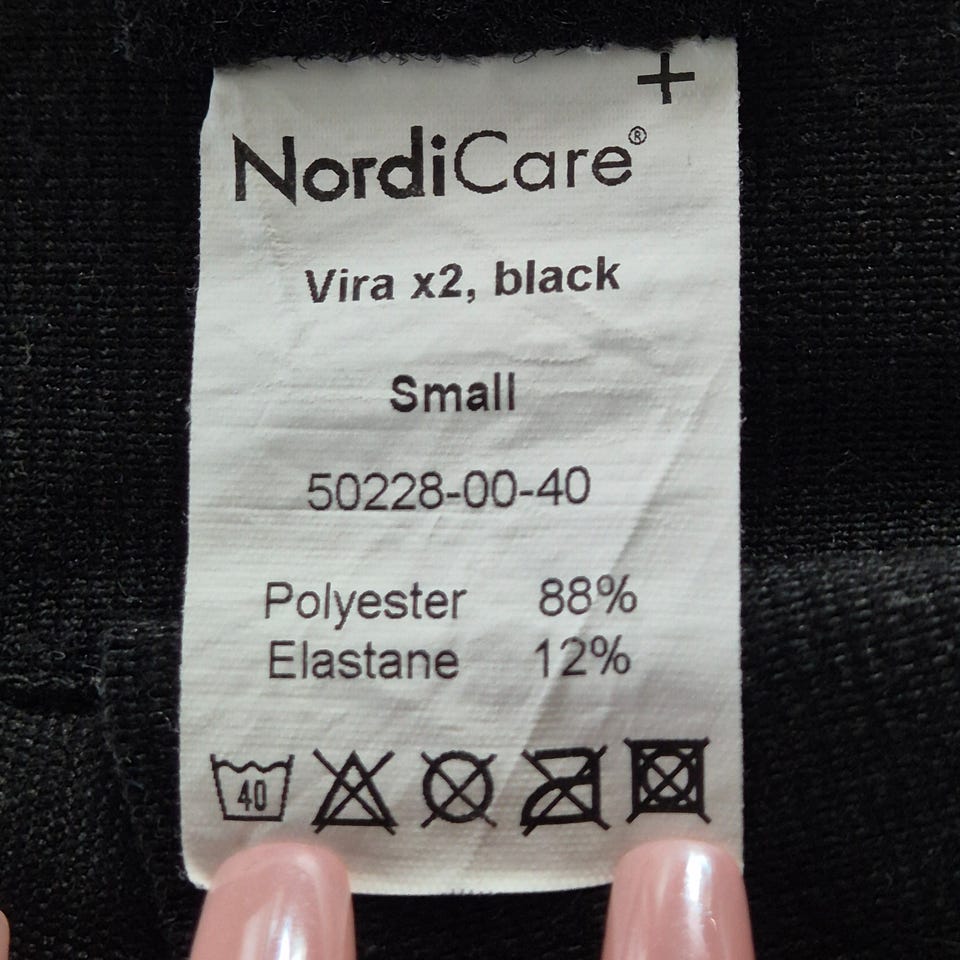 +
NordiCare®
Vira x2, black
Small
50228-00-40
Polyester 88%
Elastane 12%
40